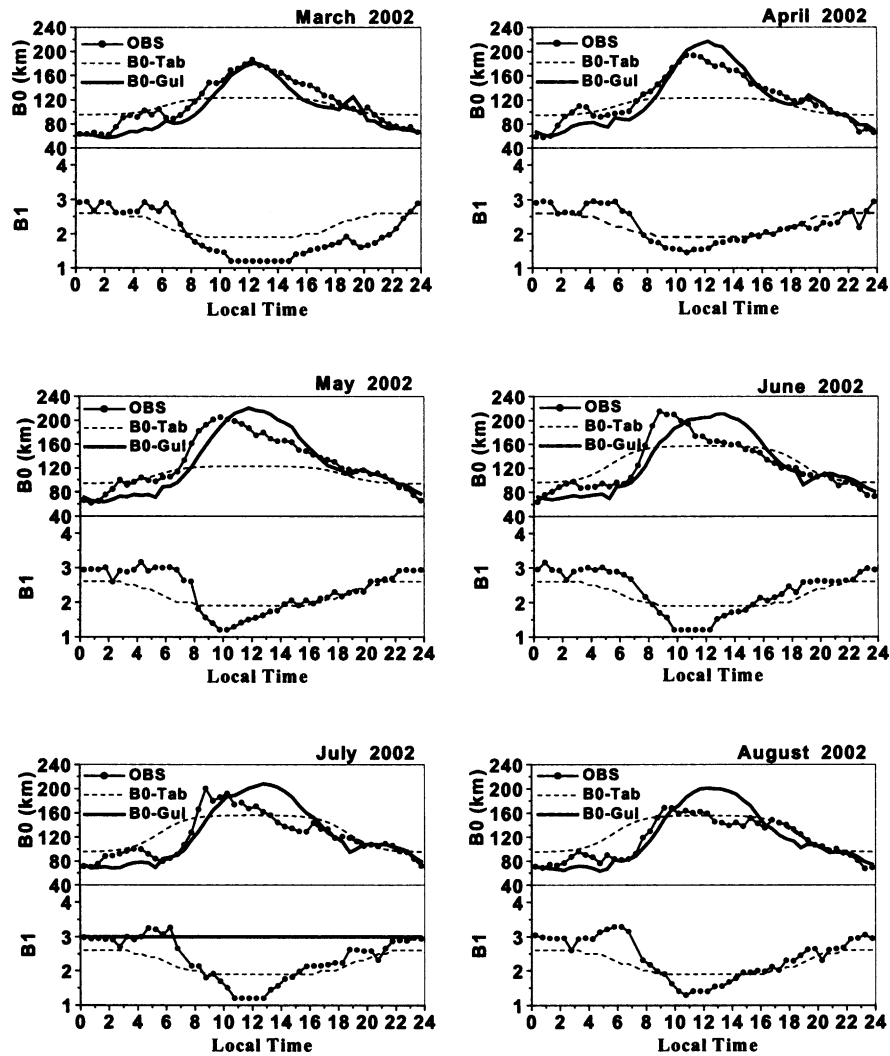 March 2002
B0 (km)
240
200
160
120
80
40
OBS
B0-Tab
B0-Gul
B1
4
3
2
1
0 2 4 6 8 10 12 14 16 18 20 22 24
Local Time
April 2002
B0 (km)
240
200
160
120
80
40
OBS
B0-Tab
B0-Gul
B1
4
3
2
1
0 2 4 6 8 10 12 14 16 18 20 22 24
Local Time
May 2002
B0 (km)
240
200
160
120
80
40
OBS
B0-Tab
B0-Gul
B1
4
3
2
1
0 2 4 6 8 10 12 14 16 18 20 22 24
Local Time
June 2002
B0 (km)
240
200
160
120
80
40
OBS
B0-Tab
B0-Gul
B1
4
3
2
1
0 2 4 6 8 10 12 14 16 18 20 22 24
Local Time
July 2002
B0 (km)
240
200
160
120
80
40
OBS
B0-Tab
B0-Gul
B1
4
3
2
1
0 2 4 6 8 10 12 14 16 18 20 22 24
Local Time
August 2002
B0 (km)
240
200
160
120
80
40
OBS
B0-Tab
B0-Gul
B1
4
3
2
1
0 2 4 6 8 10 12 14 16 18 20 22 24
Local Time